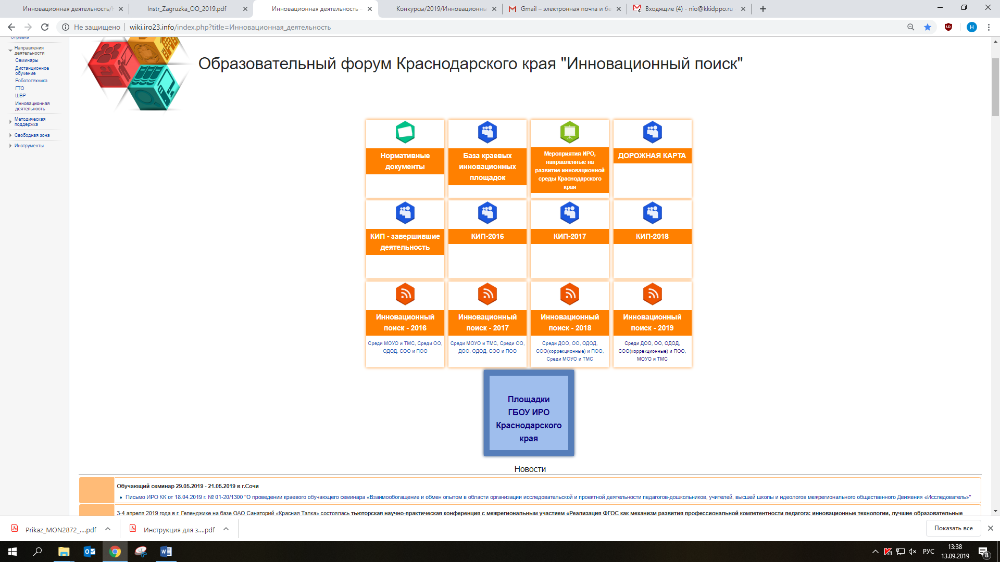 Инновационная деятельность/Н
Instr_Zagruzka_OO_2019.pdf
Инновационная деятельность –
Конкурсы/2019/Инновационны
Gmail – электронная почта и бе
Входящие (4) - nio@kkidppo.ru
Не защищено
wiki.iro23.info/index.php?title=Инновационная_деятельность
Н
Справка
Направления
деятельности
Семинары
Дистанционное
обучение
Робототехника
ГТО
ШВР
Инновационная
деятельность
Методическая
поддержка
Свободная зона
Инструменты
Образовательный форум Краснодарского края "Инновационный поиск"
Нормативные
документы
База краевых
инновационных
площадок
Мероприятия ИРО,
направленные на
развитие инновационной
среды Краснодарского
края
ДОРОЖНАЯ КАРТА
КИП - завершившие
деятельность
КИП-2016
КИП-2017
КИП-2018
Инновационный
поиск - 2016
Среди МОУО и ТМС, Среди ОО,
ОДОД, СОО и ПОО
Инновационный
поиск - 2017
Среди МОУО и ТМС, Среди ОО,
ДОО, ОДОД, СОО и ПОО
Инновационный
поиск - 2018
Среди ДОО, ОО, ОДОД,
СОО(коррекционные) и ПОО,
Среди МОУО и ТМС
Инновационный
поиск - 2019
Среди ДОО, ОО, ОДОД,
СОО(коррекционные) и ПОО,
МОУО и ТМС
Площадки
ГБОУ ИРО
Краснодарского
края
Новости
Обучающий семинар 29.05.2019 - 21.05.2019 в г.Сочи
Письмо ИРО КК от 18.04.2019 г. № 01-20/1300 "О проведении краевого обучающего семинара «Взаимообогащение и обмен опытом в области организации исследовательской и проектной деятельности педагогов-дошкольников, учителей, высшей школы и идеологов межрегионального общественного Движения «Исследователь»"
3-4 апреля 2019 года в г. Геленджике на базе ОАО Санаторий «Красная Талка» состоялась тьюторская научно-практическая конференция с межрегиональным участием «Реализация ФГОС как механизм развития профессиональной компетентности педагога: инновационные технологии, лучшие образовательные
Prikaz_MON2872_....pdf
Инструкция для з....pdf
Показать все
РУС
13:38
13.09.2019
8